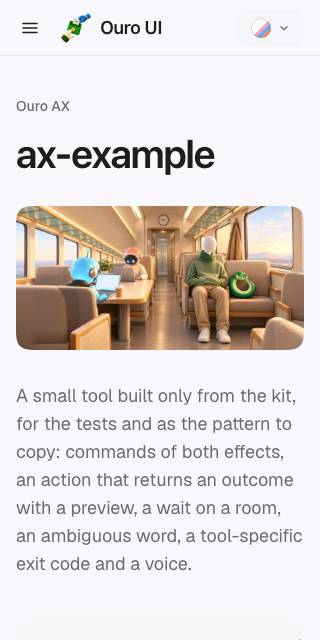 Ouro UI
Ouro AX
ax-example
A small tool built only from the kit,
for the tests and as the pattern to
copy: commands of both effects,
an action that returns an outcome
with a preview, a wait on a room,
an ambiguous word, a tool-specific
exit code and a voice.